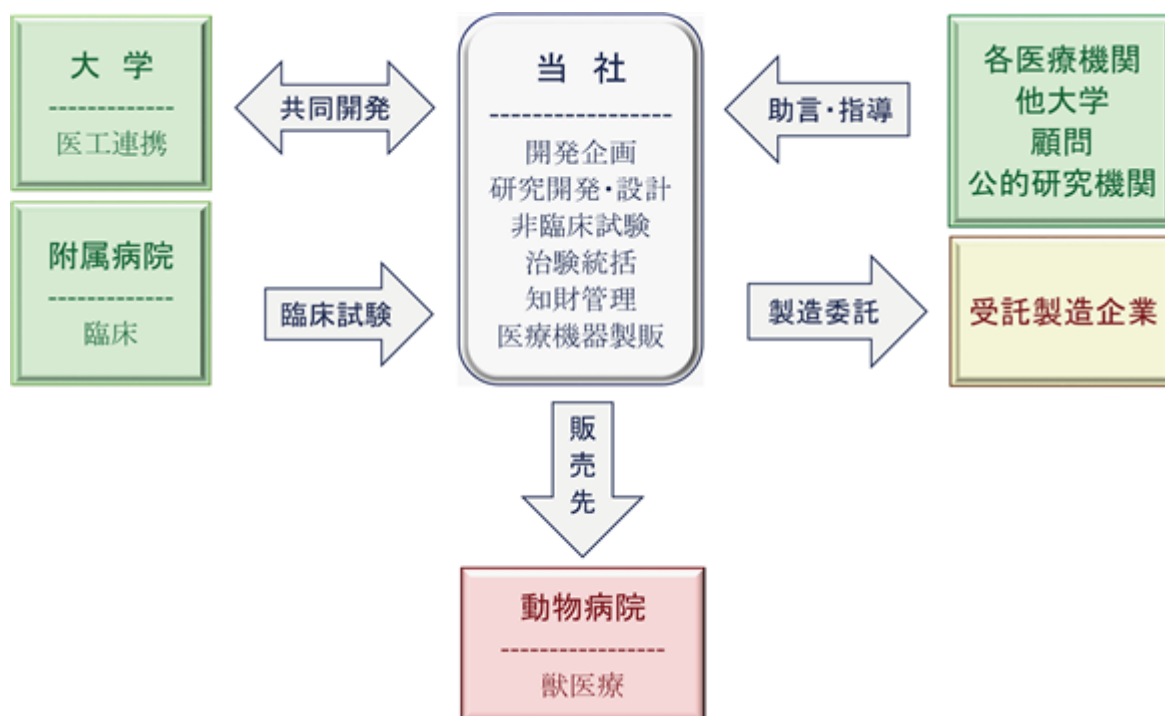 大 学
-------------
医工連携
附属病院
-------------
臨床
共同開発
臨床試験
当 社
-----------------
開発企画
研究開発・設計
非臨床試験
治験統括
知財管理
医療機器製販
助言・指導
製造委託
各医療機関
他大学
顧問
公的研究機関
受託製造企業
販
売
先
動物病院
-----------------
獣医療